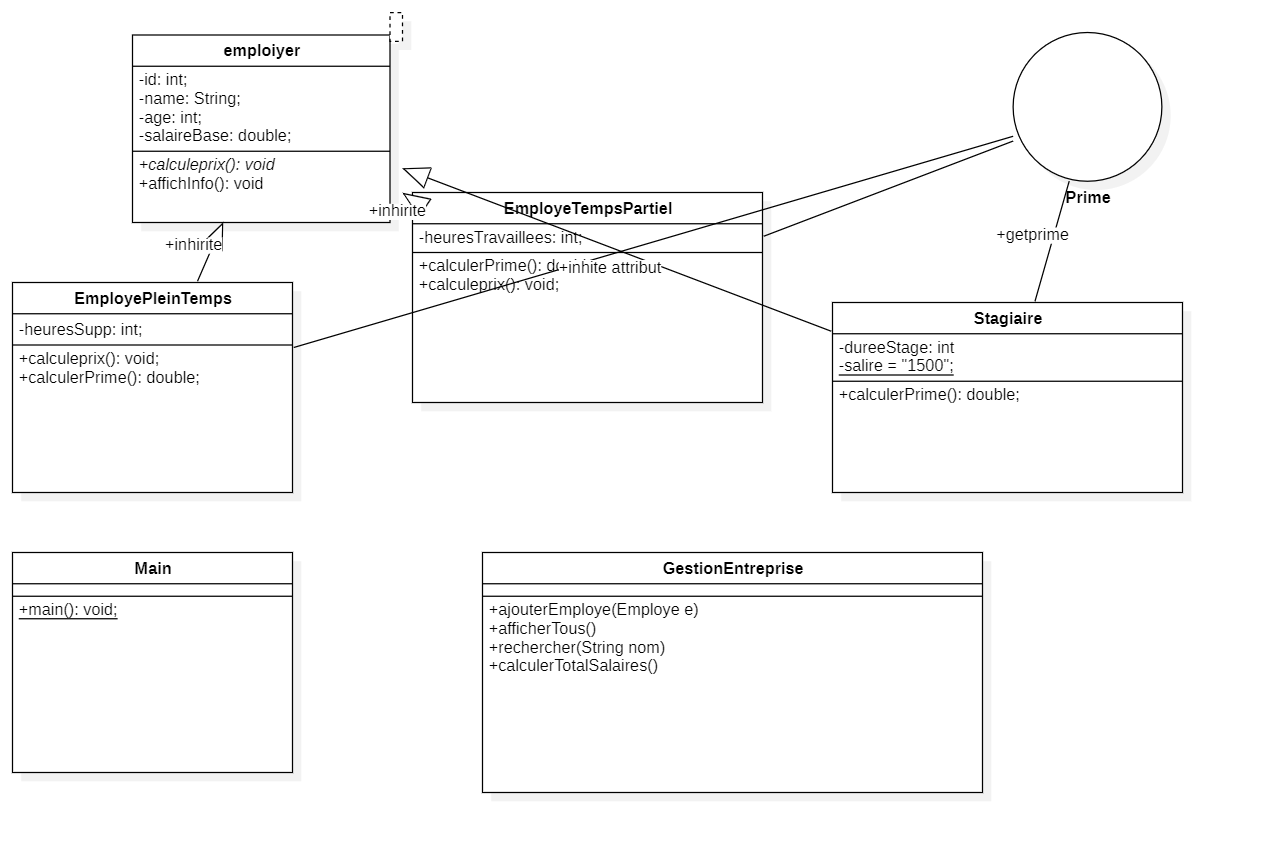 emploiyer
-id: int;
-name: String;
-age: int;
-salaireBase: double;
+calculeprix(): void
+affichInfo(): void
Prime
+inhirite
+inhirite
+getprime
EmployeTempsPartiel
-heuresTravaillees: int;
+calculerPrime():
+inhite attribut
+calculeprix(): void;
EmployePleinTemps
-heuresSupp: int;
+calculeprix(): void;
+calculerPrime(): double;
Stagiaire
-dureeStage: int
-salire = "1500";
+calculerPrime(): double;
Main
+main(): void;
GestionEntreprise
+ajouterEmploye(Employe e)
+afficherTous()
+rechercher(String nom)
+calculerTotalSalaires()